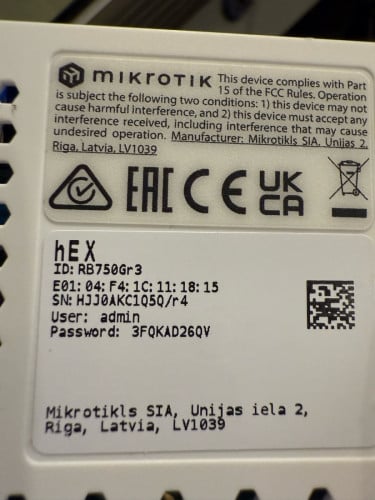 mikrotik This device complies with Part
15 of the FCC Rules. Operation
is subject the following two conditions: 1) this device may not
cause harmful interference, and 2) this device must accept any
interference received, including interference that may cause
undesired operation. Manufacturer: Mikrotikls SIA, Unijas 2,
Riga, Latvia, LV1039
EAC CE UK
CA
hEX
ID: RB750Gr3
E01: 04: F4: 1C: 11: 18: 15
SN: HJJ0AKC1Q5Q/r4
User: admin
Password: 3FQKAD26QV
Mikrotikls SIA, Unijas iela 2,
Riga, Latvia, LV1039